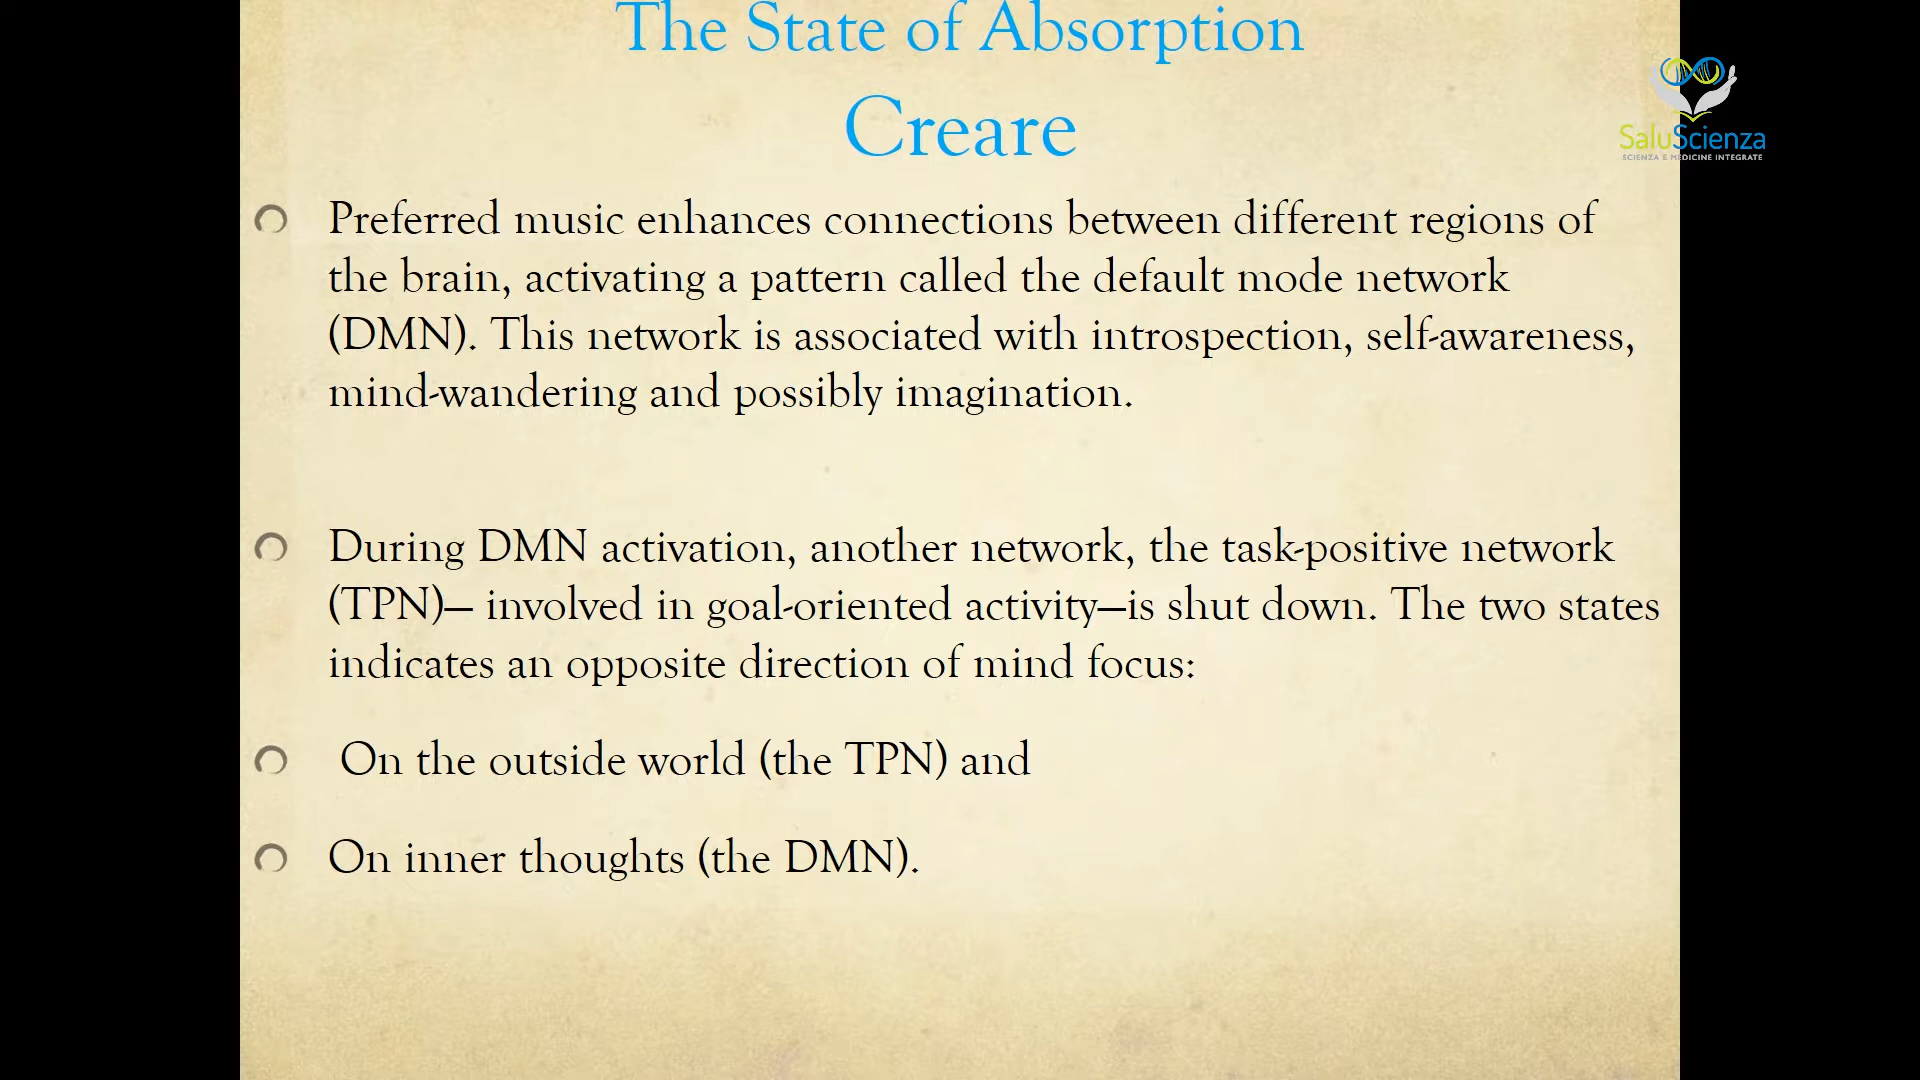 The State of Absorption
Creare
SaluScienza
SCIENZA E MEDICINE INTEGRATE
Preferred music enhances connections between different regions of
the brain, activating a pattern called the default mode network
(DMN). This network is associated with introspection, self-awareness,
mind-wandering and possibly imagination.
During DMN activation, another network, the task-positive network
(TPN)— involved in goal-oriented activity—is shut down. The two states
indicates an opposite direction of mind focus:
On the outside world (the TPN) and
On inner thoughts (the DMN).